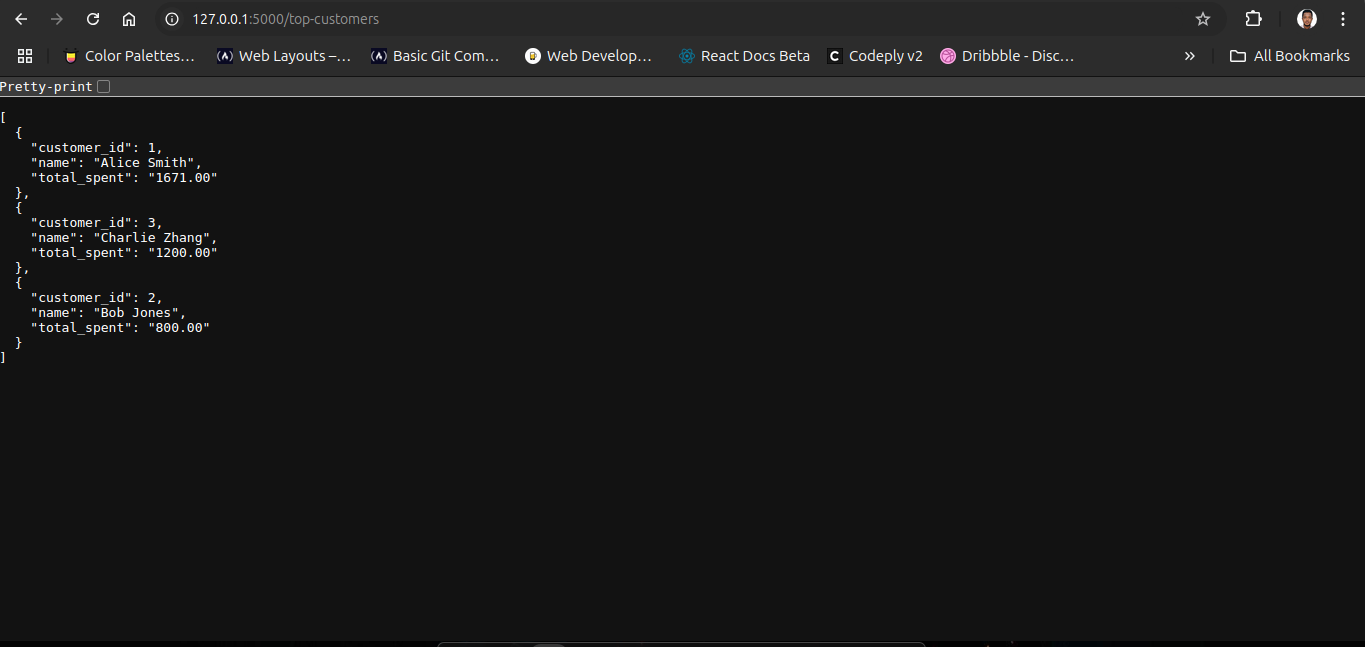 127.0.0.1:5000/top-customers
Color Palettes... Web Layouts –... Basic Git Com... Web Develop... React Docs Beta C Codeply v2 Dribbble - Disc... » All Bookmarks
Pretty-print
[
  {
    "customer_id": 1,
    "name": "Alice Smith",
    "total_spent": "1671.00"
  },
  {
    "customer_id": 3,
    "name": "Charlie Zhang",
    "total_spent": "1200.00"
  },
  {
    "customer_id": 2,
    "name": "Bob Jones",
    "total_spent": "800.00"
  }
]